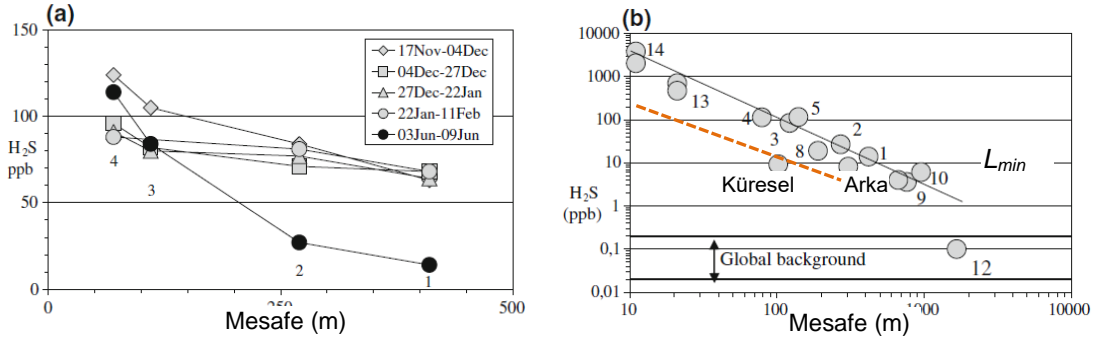 (a)
150
100
50
0
H₂S
ppb
17Nov-04Dec
04Dec-27Dec
27Dec-22Jan
22Jan-11Feb
03Jun-09Jun
4
3
2
1
0
250
500
Mesafe (m)
(b)
10000
1000
100
10
1
0,1
0,01
H₂S
(ppb)
14
13
4
5
3
2
8
1
10
9
12
Lmin
Küresel
Arka
Global background
10
100
1000
10000
Mesafe (m)